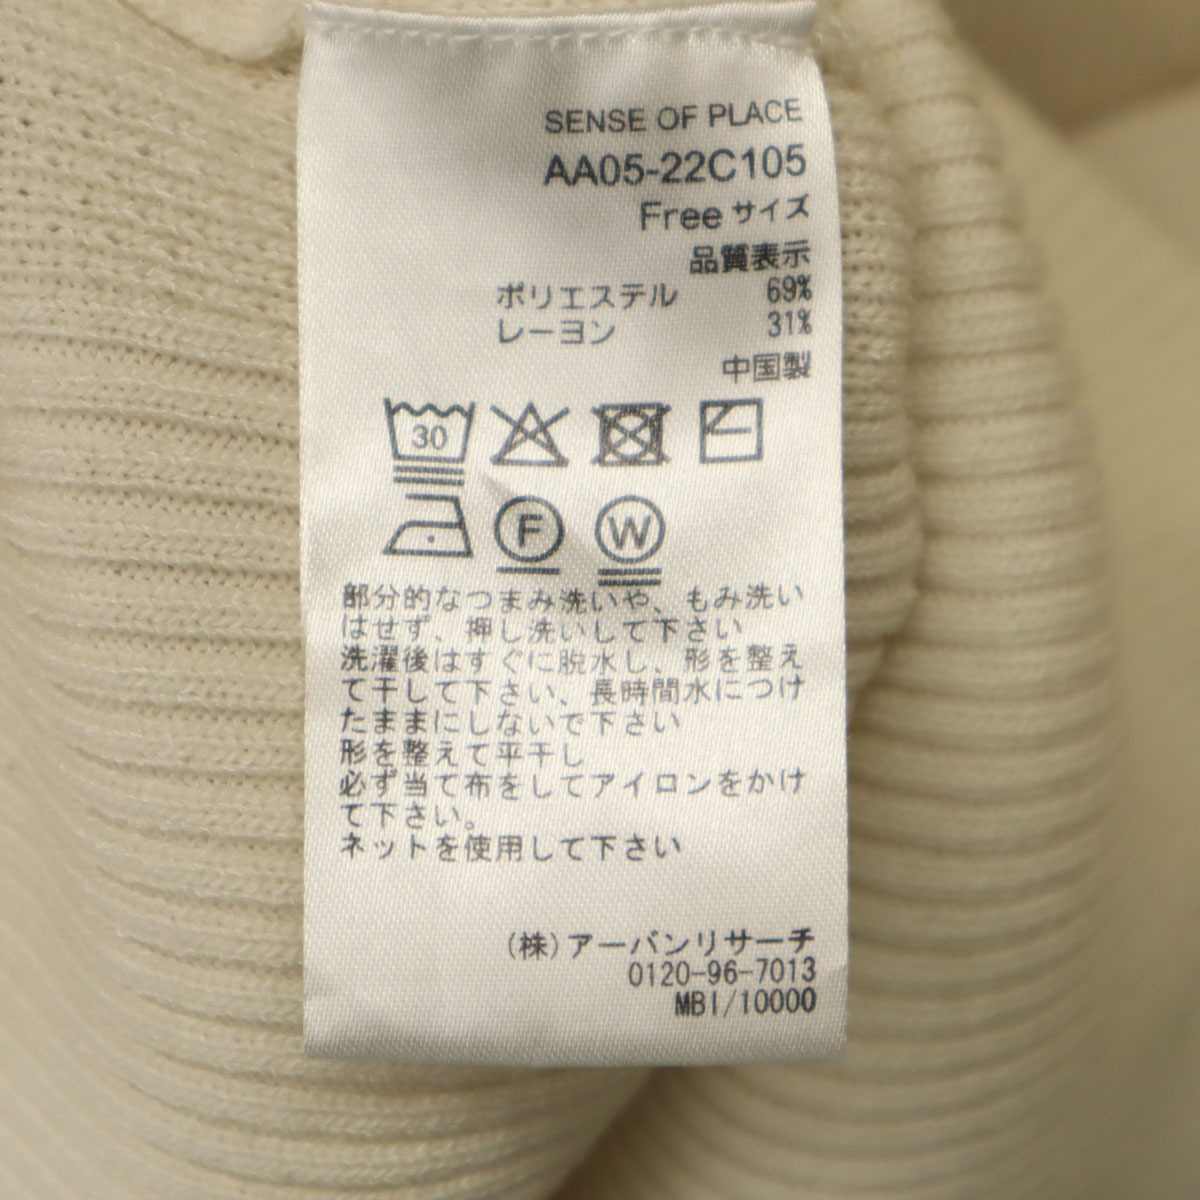 SENSE OF PLACE
AA05-22C105
Free サイズ
品質表示
ポリエステル 69%
レーヨン 31%
中国製
30
F W
部分的なつまみ洗いや、もみ洗い
はせず、押し洗いして下さい
洗濯後はすぐに脱水し、形を整え
て干して下さい、長時間水につけ
たままにしないで下さい
形を整えて平干し
必ず当て布をしてアイロンをかけ
て下さい。
ネットを使用して下さい
(株)アーバンリサーチ
0120-96-7013
MBI/10000